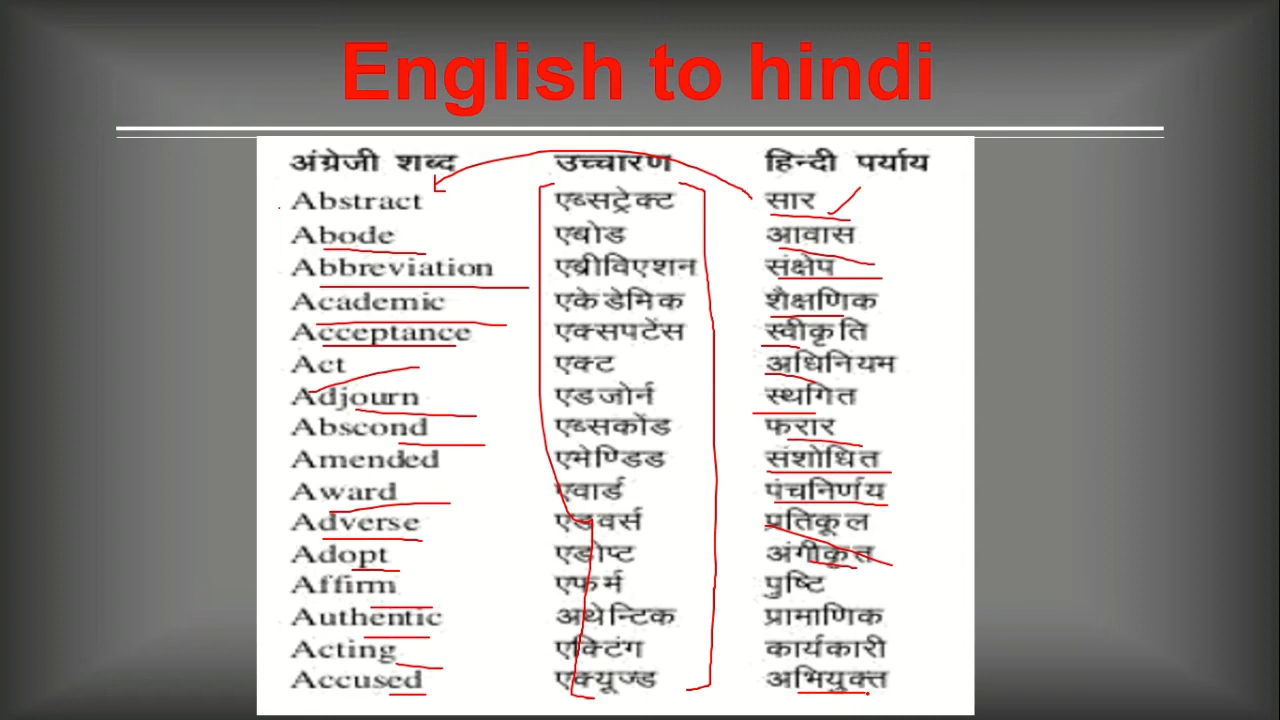 English to hindi
अंग्रेजी शब्द उच्चारण हिन्दी पर्याय
Abstract एब्सट्रेक्ट सार
Abode एबोड आवास
Abbreviation एब्रीविएशन संक्षेप
Academic एकेडेमिक शैक्षणिक
Acceptance एक्सपटेंस स्वीकृति
Act एक्ट अधिनियम
Adjourn एडजोर्न स्थगित
Abscond एब्सकोंड फरार
Amended एमेण्डिड संशोधित
Award एवार्ड पंचनिर्णय
Adverse एडवर्स प्रतिकूल
Adopt एडोप्ट अंगीकृत
Affirm एफर्म पुष्टि
Authentic अथेन्टिक प्रामाणिक
Acting एक्टिंग कार्यकारी
Accused एक्यूज्ड अभियुक्त